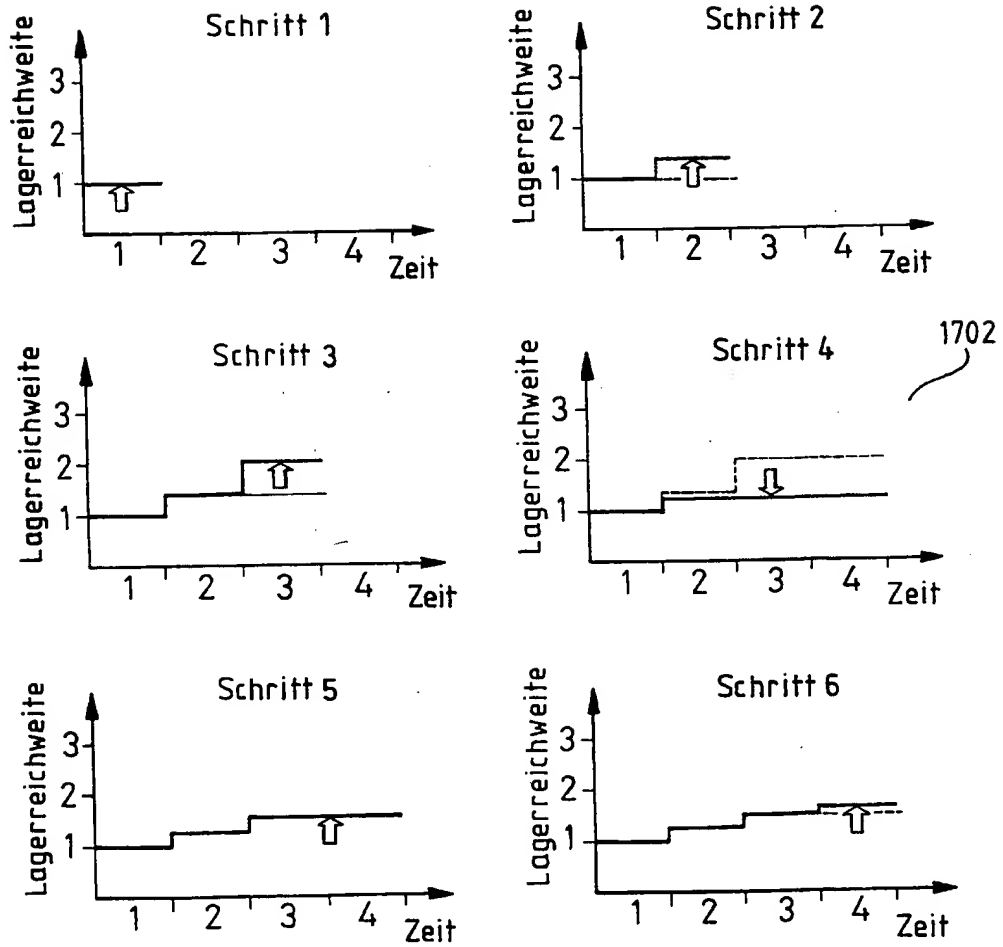 Schritt 1
Lagerreichweite
3
2
1
1 2 3 4
Zeit
Schritt 2
Lagerreichweite
3
2
1
1 2 3 4
Zeit
Schritt 3
Lagerreichweite
3
2
1
1 2 3 4
Zeit
Schritt 4
1702
Lagerreichweite
3
2
1
1 2 3 4
Zeit
Schritt 5
Lagerreichweite
3
2
1
1 2 3 4
Zeit
Schritt 6
Lagerreichweite
3
2
1
1 2 3 4
Zeit